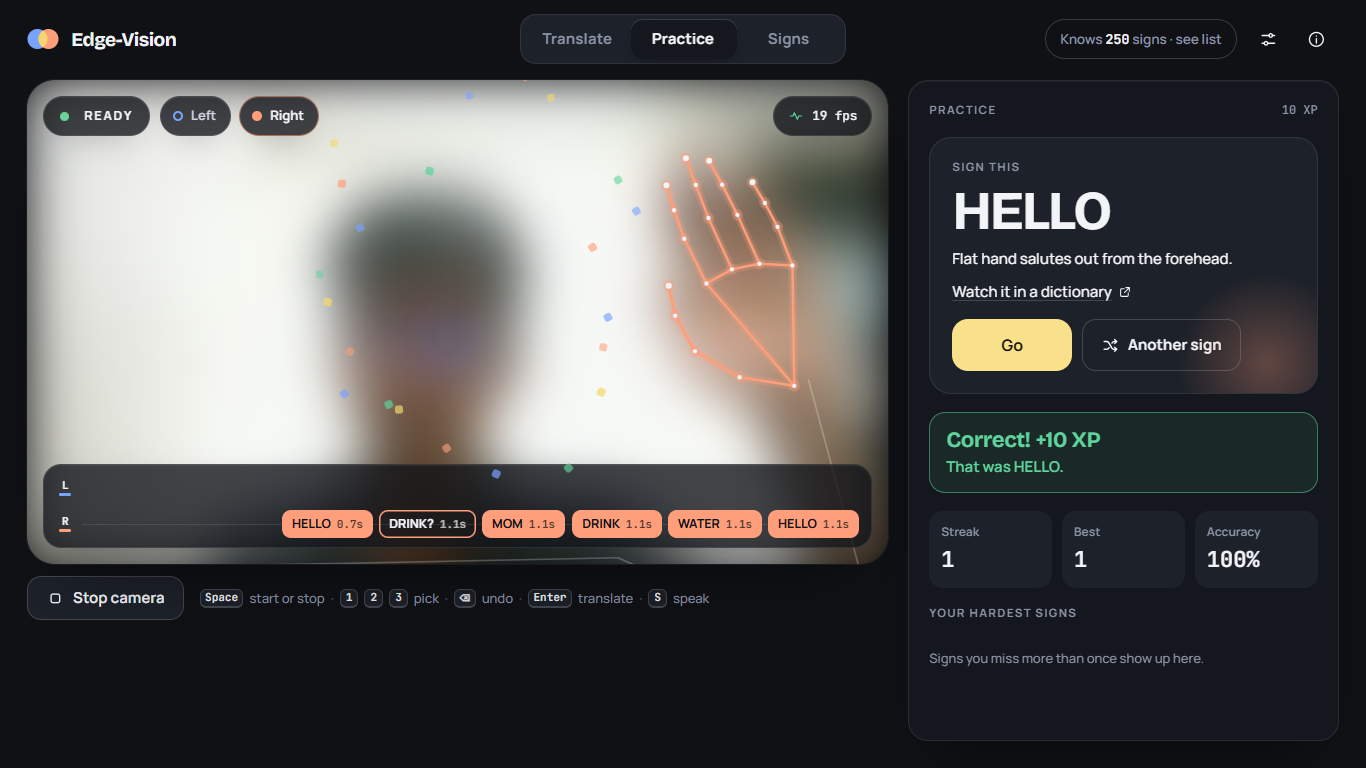 Edge-Vision
Translate Practice Signs
Knows 250 signs · see list
READY Left Right 19 fps
L
R HELLO 0.7s DRINK? 1.1s MOM 1.1s DRINK 1.1s WATER 1.1s HELLO 1.1s
Stop camera Space start or stop · 1 2 3 pick · undo · Enter translate · S speak
PRACTICE 10 XP
SIGN THIS
HELLO
Flat hand salutes out from the forehead.
Watch it in a dictionary
Go Another sign
Correct! +10 XP
That was HELLO.
Streak Best Accuracy
1 1 100%
YOUR HARDEST SIGNS
Signs you miss more than once show up here.